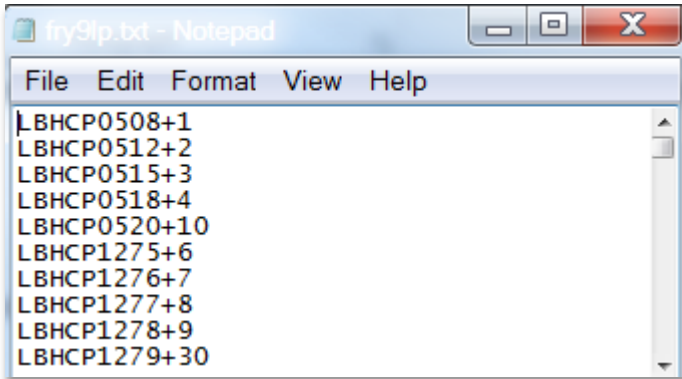 fry9lp.txt - Notepad
File Edit Format View Help
LBHCP0508+1
LBHCP0512+2
LBHCP0515+3
LBHCP0518+4
LBHCP0520+10
LBHCP1275+6
LBHCP1276+7
LBHCP1277+8
LBHCP1278+9
LBHCP1279+30